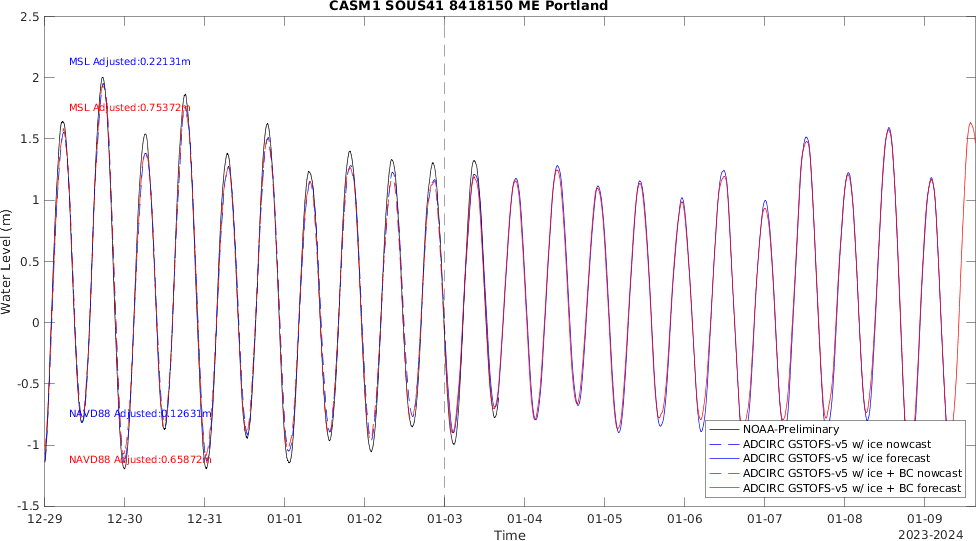 CASM1 SOUS41 8418150 ME Portland
2.5
2
1.5
1
0.5
0
-0.5
-1
-1.5
Water Level (m)
MSL Adjusted:0.22131m
MSL Adjusted:0.75372m
NAVD88 Adjusted:0.12631m
NAVD88 Adjusted:0.65872m
NOAA-Preliminary
ADCIRC GSTOFS-v5 w/ ice nowcast
ADCIRC GSTOFS-v5 w/ ice forecast
ADCIRC GSTOFS-v5 w/ ice + BC nowcast
ADCIRC GSTOFS-v5 w/ ice + BC forecast
12-29 12-30 12-31 01-01 01-02 01-03 01-04 01-05 01-06 01-07 01-08 01-09
Time
2023-2024